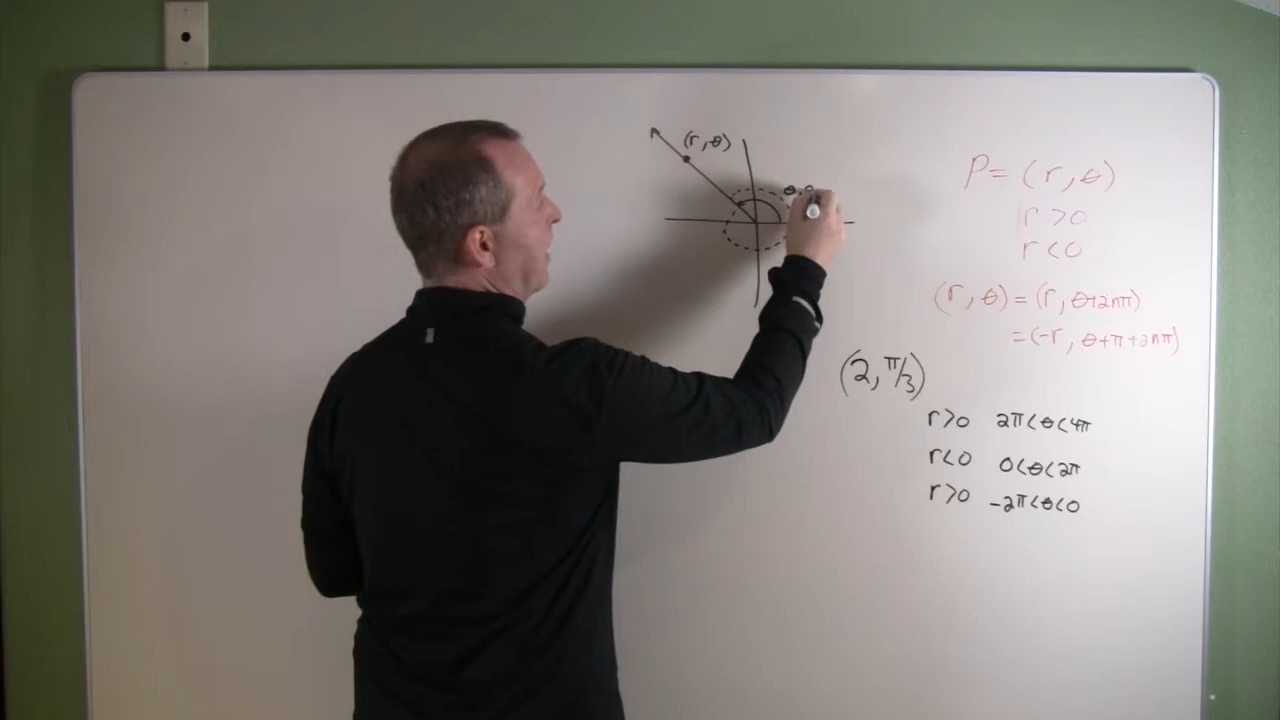 (r, θ)
θ
P = (r, θ)
r > 0
r < 0
(r, θ) = (r, θ+2nπ)
= (-r, θ+π+2nπ)
(2, π/3)
r > 0 2π < θ < 4π
r < 0 0 < θ < 2π
r > 0 -2π < θ < 0